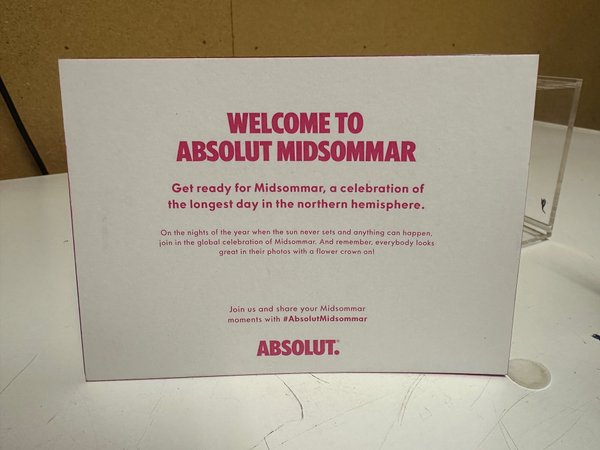 WELCOME TO
ABSOLUT MIDSOMMAR
Get ready for Midsommar, a celebration of
the longest day in the northern hemisphere.
On the nights of the year when the sun never sets and anything can happen,
join in the global celebration of Midsommar. And remember, everybody looks
great in their photos with a flower crown on!
Join us and share your Midsommar
moments with #AbsolutMidsommar
ABSOLUT.